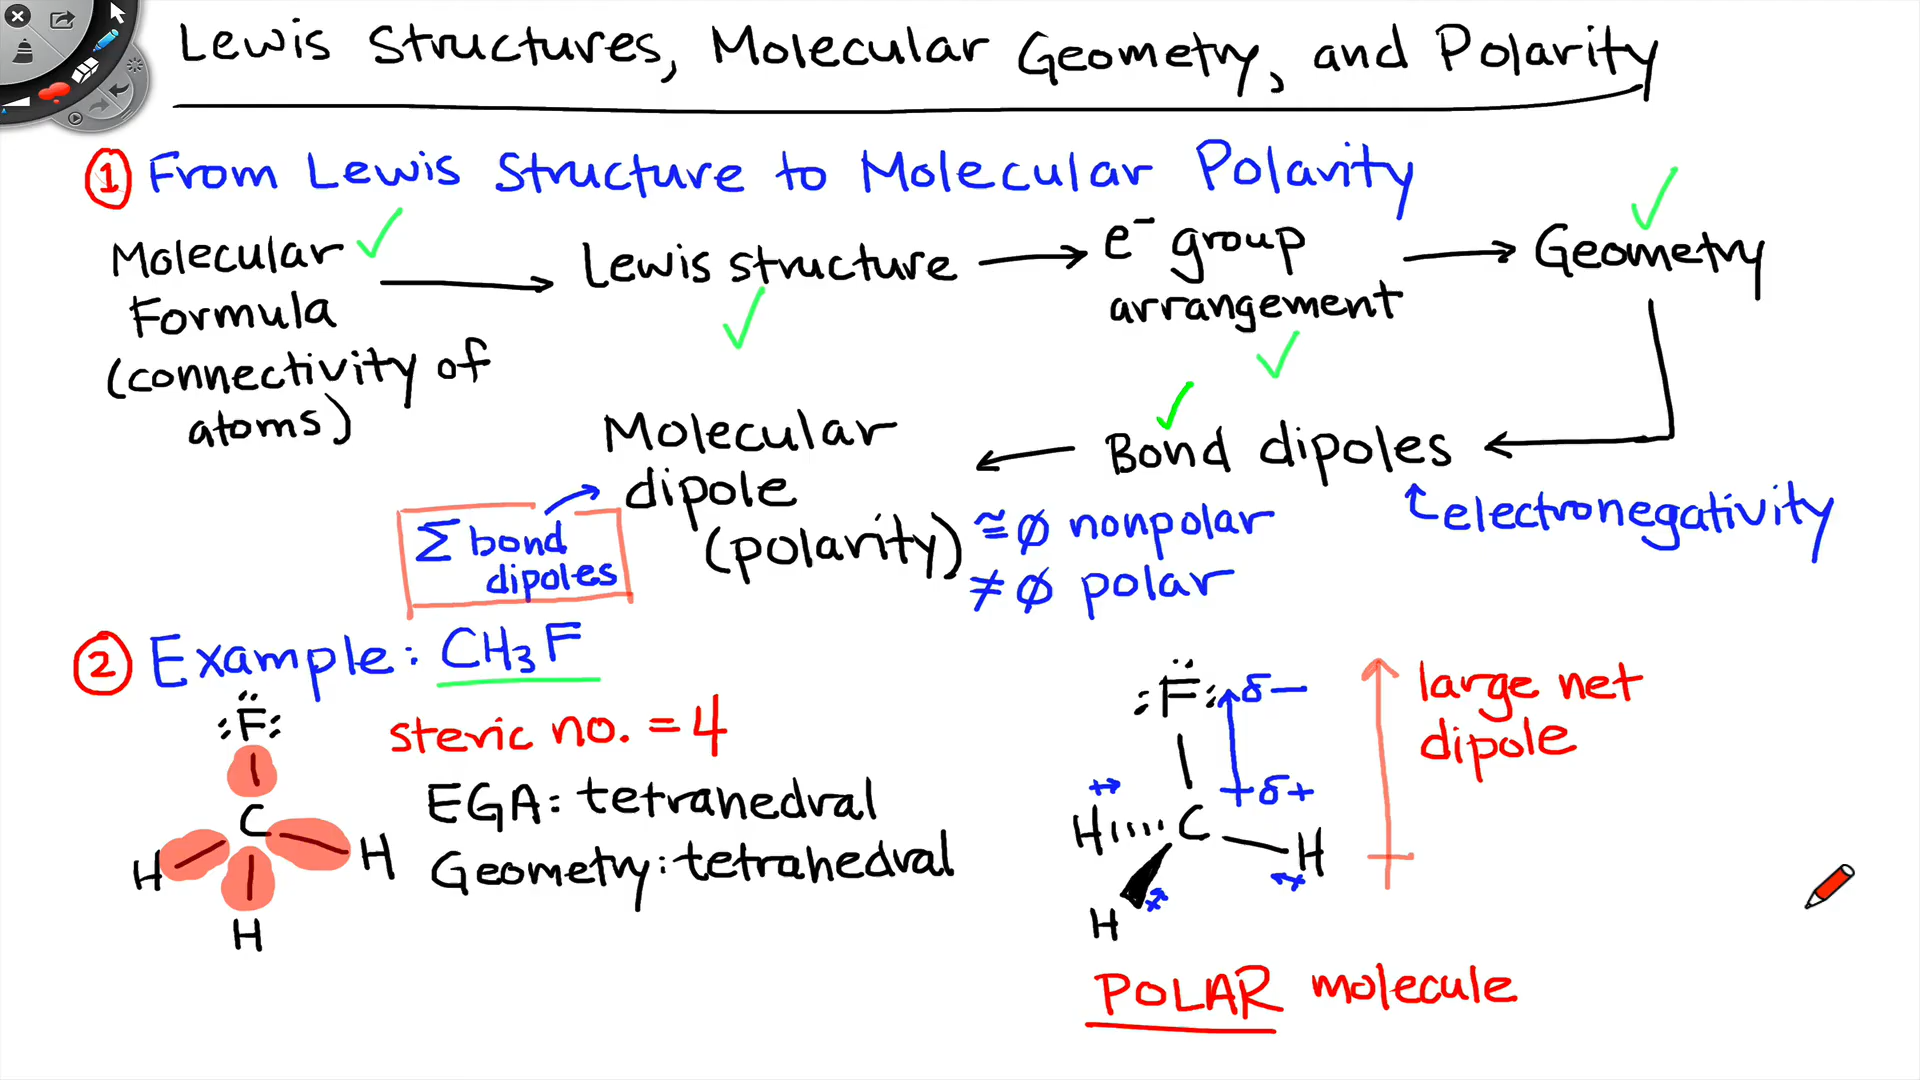 Lewis Structures, Molecular Geometry, and Polarity
① From Lewis Structure to Molecular Polarity
Molecular
Formula
(connectivity of
atoms)
Lewis structure
e⁻ group
arrangement
Geometry
Bond dipoles
electronegativity
Molecular
dipole
(polarity)
≅ ∅ nonpolar
≠ ∅ polar
Σ bond
dipoles
② Example: CH₃F
F
C
H H
H
steric no. = 4
EGA: tetrahedral
Geometry: tetrahedral
F δ−
δ+
H C H
H
large net
dipole
POLAR molecule